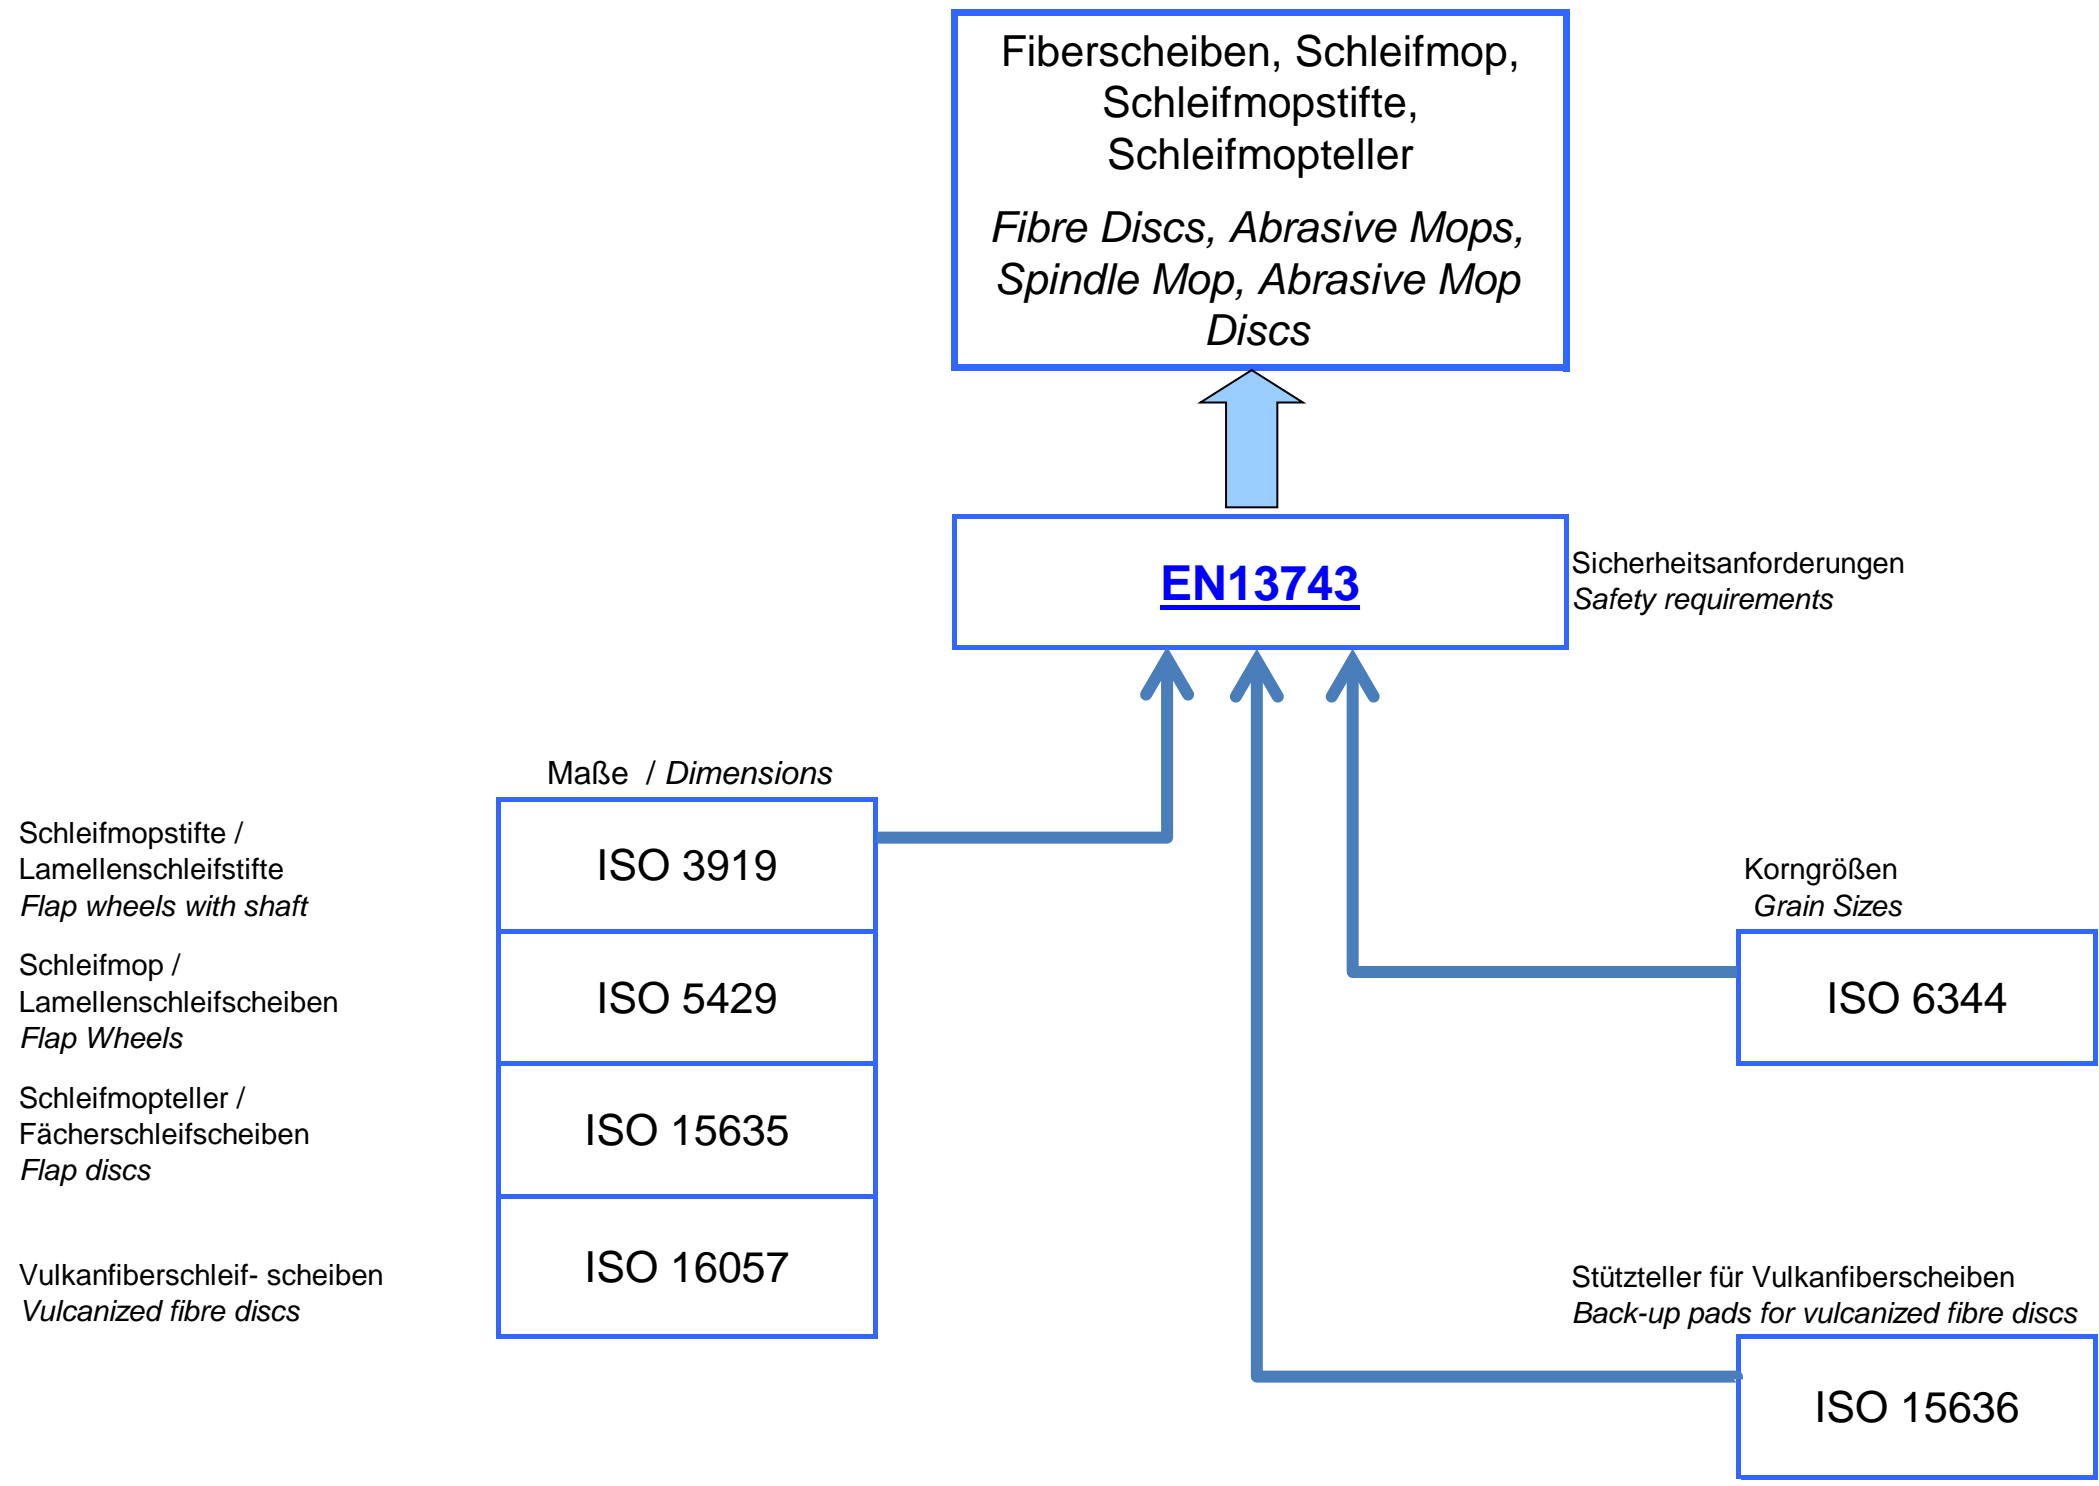 Fiberscheiben, Schleifmop,
Schleifmopstifte,
Schleifmopteller
Fibre Discs, Abrasive Mops,
Spindle Mop, Abrasive Mop
Discs
EN13743
Sicherheitsanforderungen
Safety requirements
Maße / Dimensions
Schleifmopstifte /
Lamellenschleifstifte
Flap wheels with shaft
ISO 3919
Korngrößen
Grain Sizes
Schleifmop /
Lamellenschleifscheiben
Flap Wheels
ISO 5429
ISO 6344
Schleifmopteller /
Fächerschleifscheiben
Flap discs
ISO 15635
Vulkanfiberschleif- scheiben
Vulcanized fibre discs
ISO 16057
Stützteller für Vulkanfiberscheiben
Back-up pads for vulcanized fibre discs
ISO 15636